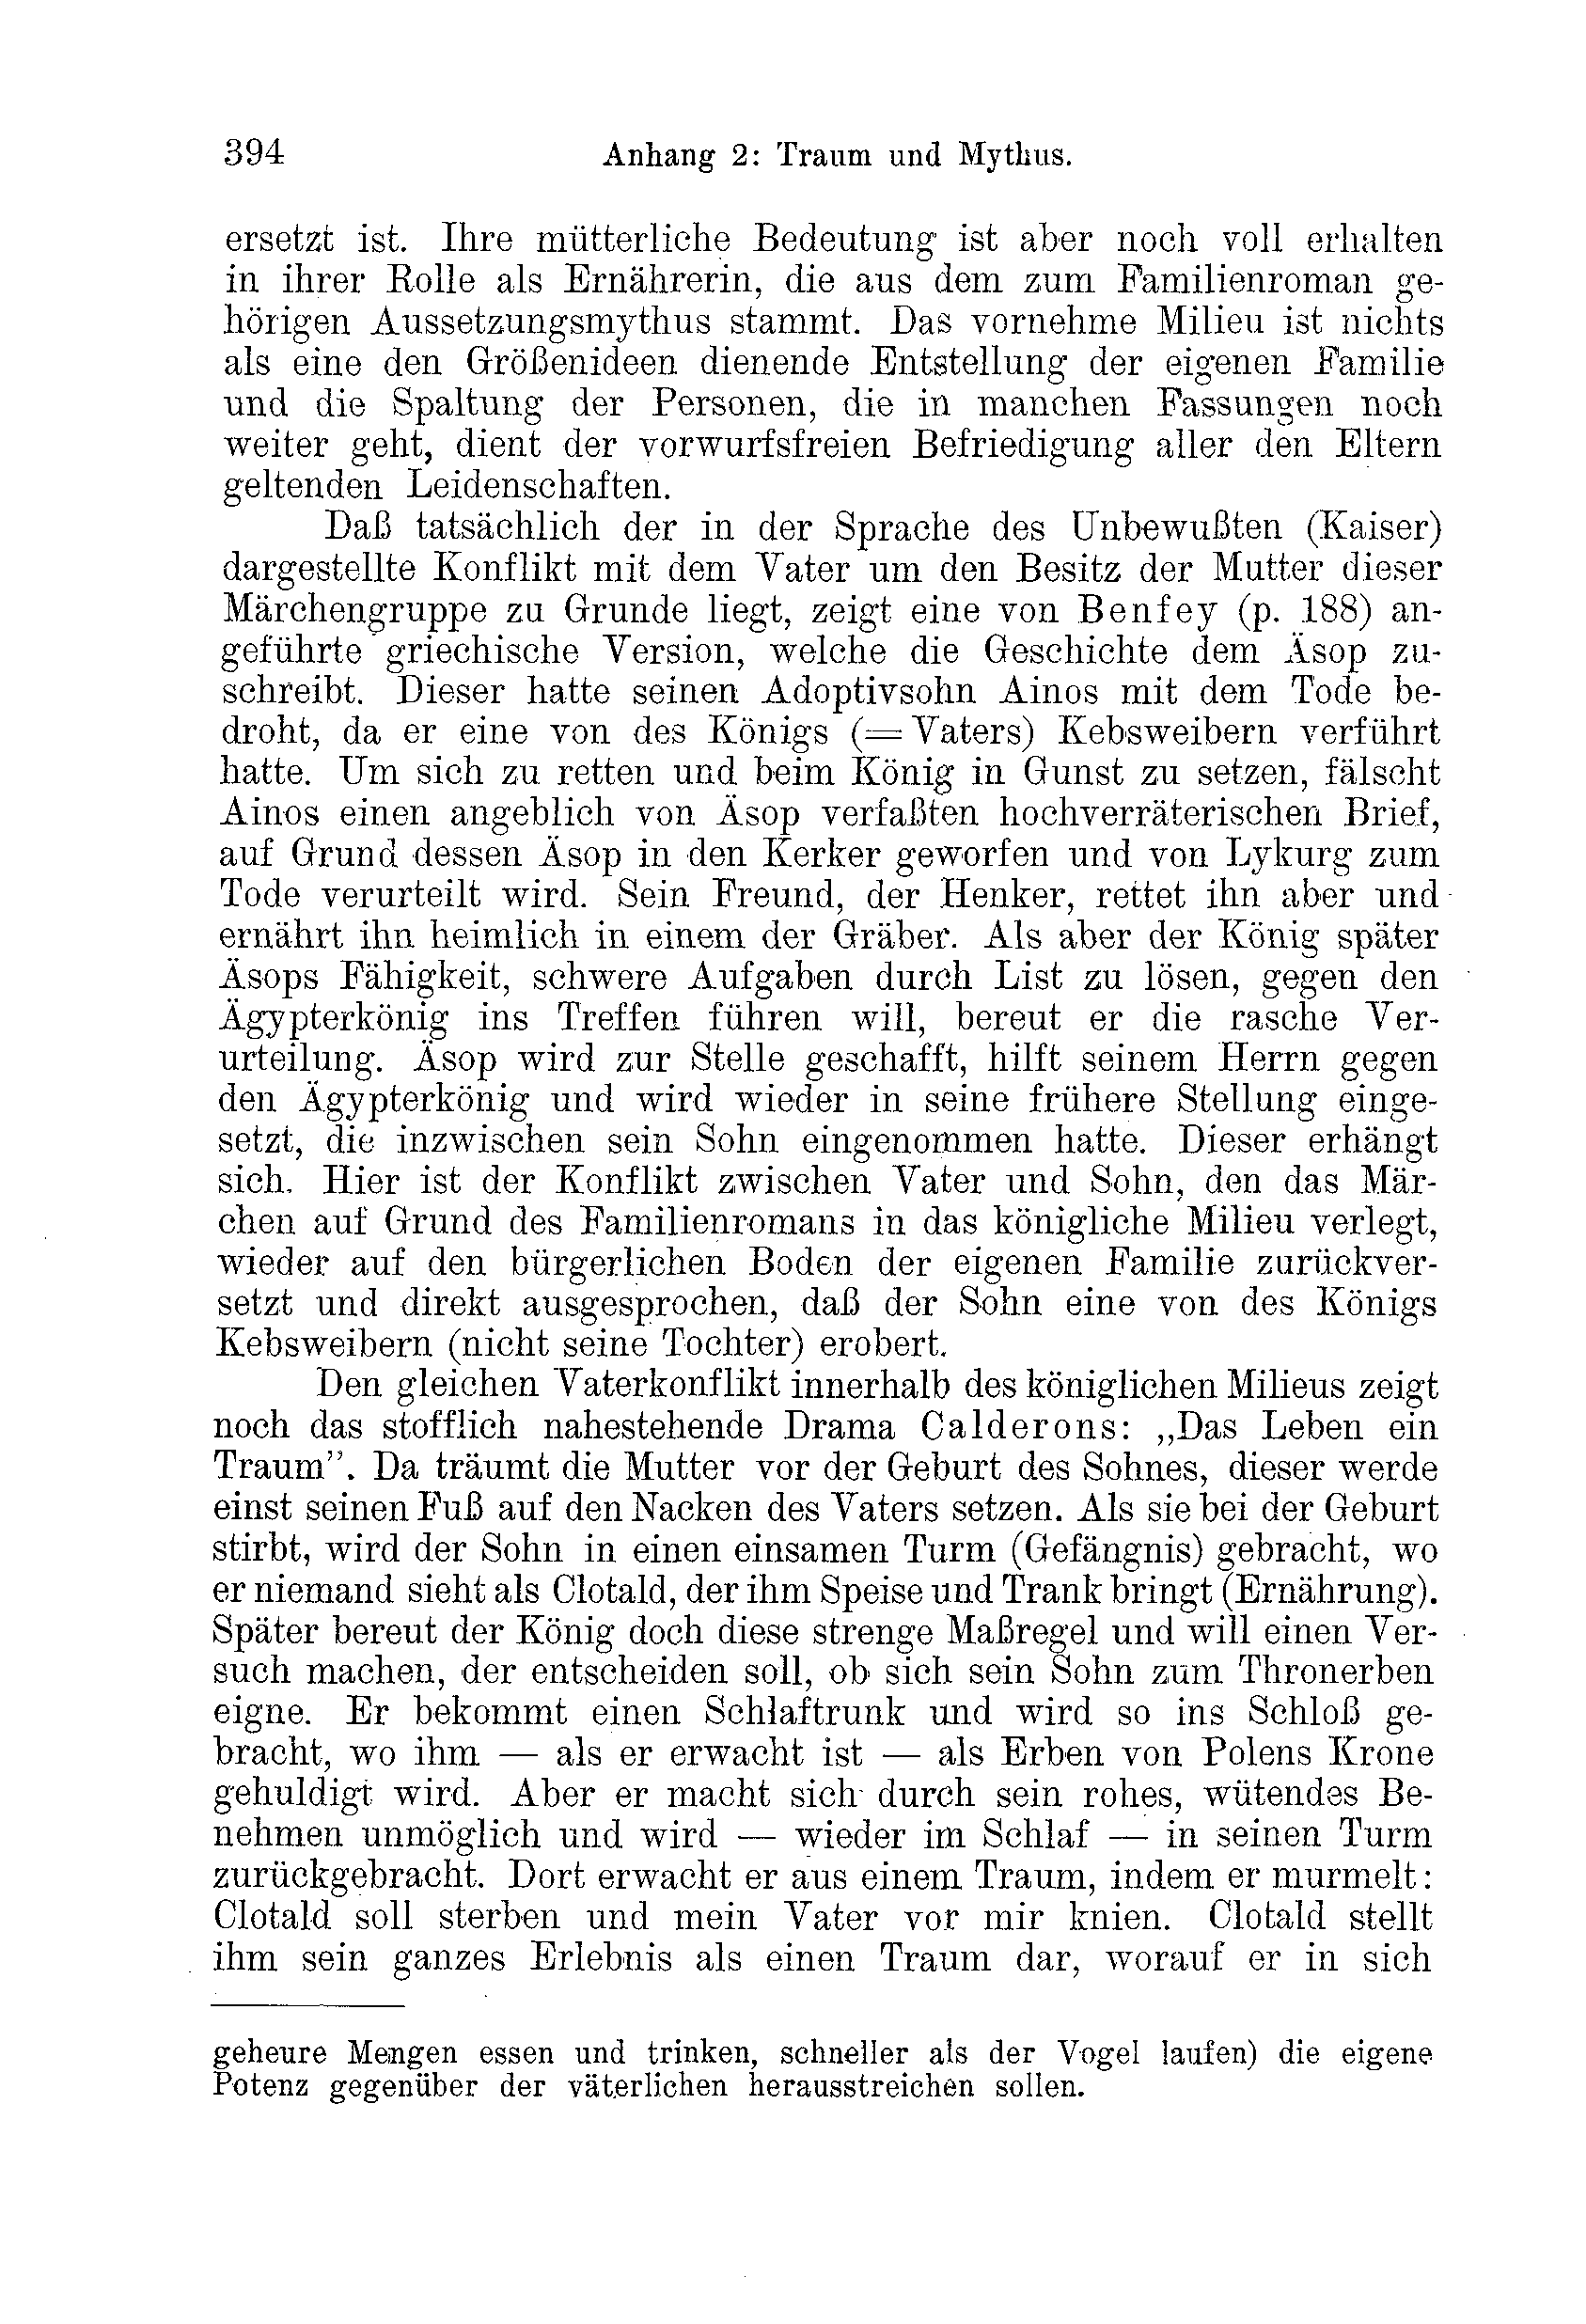 394 Anhang 2: Traum und Mythus.
ersetzt ist. Ihre mütterliche Bedeutung ist aber noch voll erhalten
in ihrer Rolle als Ernährerin, die aus dem zum Familienroman ge-
hörigen Aussetzungsmythus stammt. Das vornehme Milieu ist nichts
als eine den Größenideen dienende Entstellung der eigenen Familie
und die Spaltung der Personen, die in manchen Fassungen noch
weiter geht, dient der vorwurfsfreien Befriedigung aller den Eltern
geltenden Leidenschaften.
Daß tatsächlich der in der Sprache des Unbewußten (Kaiser)
dargestellte Konflikt mit dem Vater um den Besitz der Mutter dieser
Märchengruppe zu Grunde liegt, zeigt eine von Benfey (p. 188) an-
geführte griechische Version, welche die Geschichte dem Äsop zu-
schreibt. Dieser hatte seinen Adoptivsohn Ainos mit dem Tode be-
droht, da er eine von des Königs (= Vaters) Kebsweibern verführt
hatte. Um sich zu retten und beim König in Gunst zu setzen, fälscht
Ainos einen angeblich von Äsop verfaßten hochverräterischen Brief,
auf Grund dessen Äsop in den Kerker geworfen und von Lykurg zum
Tode verurteilt wird. Sein Freund, der Henker, rettet ihn aber und
ernährt ihn heimlich in einem der Gräber. Als aber der König später
Äsops Fähigkeit, schwere Aufgaben durch List zu lösen, gegen den
Ägypterkönig ins Treffen führen will, bereut er die rasche Ver-
urteilung. Äsop wird zur Stelle geschafft, hilft seinem Herrn gegen
den Ägypterkönig und wird wieder in seine frühere Stellung einge-
setzt, die inzwischen sein Sohn eingenommen hatte. Dieser erhängt
sich. Hier ist der Konflikt zwischen Vater und Sohn, den das Mär-
chen auf Grund des Familienromans in das königliche Milieu verlegt,
wieder auf den bürgerlichen Boden der eigenen Familie zurückver-
setzt und direkt ausgesprochen, daß der Sohn eine von des Königs
Kebsweibern (nicht seine Tochter) erobert.
Den gleichen Vaterkonflikt innerhalb des königlichen Milieus zeigt
noch das stofflich nahestehende Drama Calderons: „Das Leben ein
Traum”. Da träumt die Mutter vor der Geburt des Sohnes, dieser werde
einst seinen Fuß auf den Nacken des Vaters setzen. Als sie bei der Geburt
stirbt, wird der Sohn in einen einsamen Turm (Gefängnis) gebracht, wo
er niemand sieht als Clotald, der ihm Speise und Trank bringt (Ernährung).
Später bereut der König doch diese strenge Maßregel und will einen Ver-
such machen, der entscheiden soll, ob sich sein Sohn zum Thronerben
eigne. Er bekommt einen Schlaftrunk und wird so ins Schloß ge-
bracht, wo ihm — als er erwacht ist — als Erben von Polens Krone
gehuldigt wird. Aber er macht sich durch sein rohes, wütendes Be-
nehmen unmöglich und wird — wieder im Schlaf — in seinen Turm
zurückgebracht. Dort erwacht er aus einem Traum, indem er murmelt:
Clotald soll sterben und mein Vater vor mir knien. Clotald stellt
ihm sein ganzes Erlebnis als einen Traum dar, worauf er in sich
geheure Mengen essen und trinken, schneller als der Vogel laufen) die eigene
Potenz gegenüber der väterlichen herausstreichen sollen.